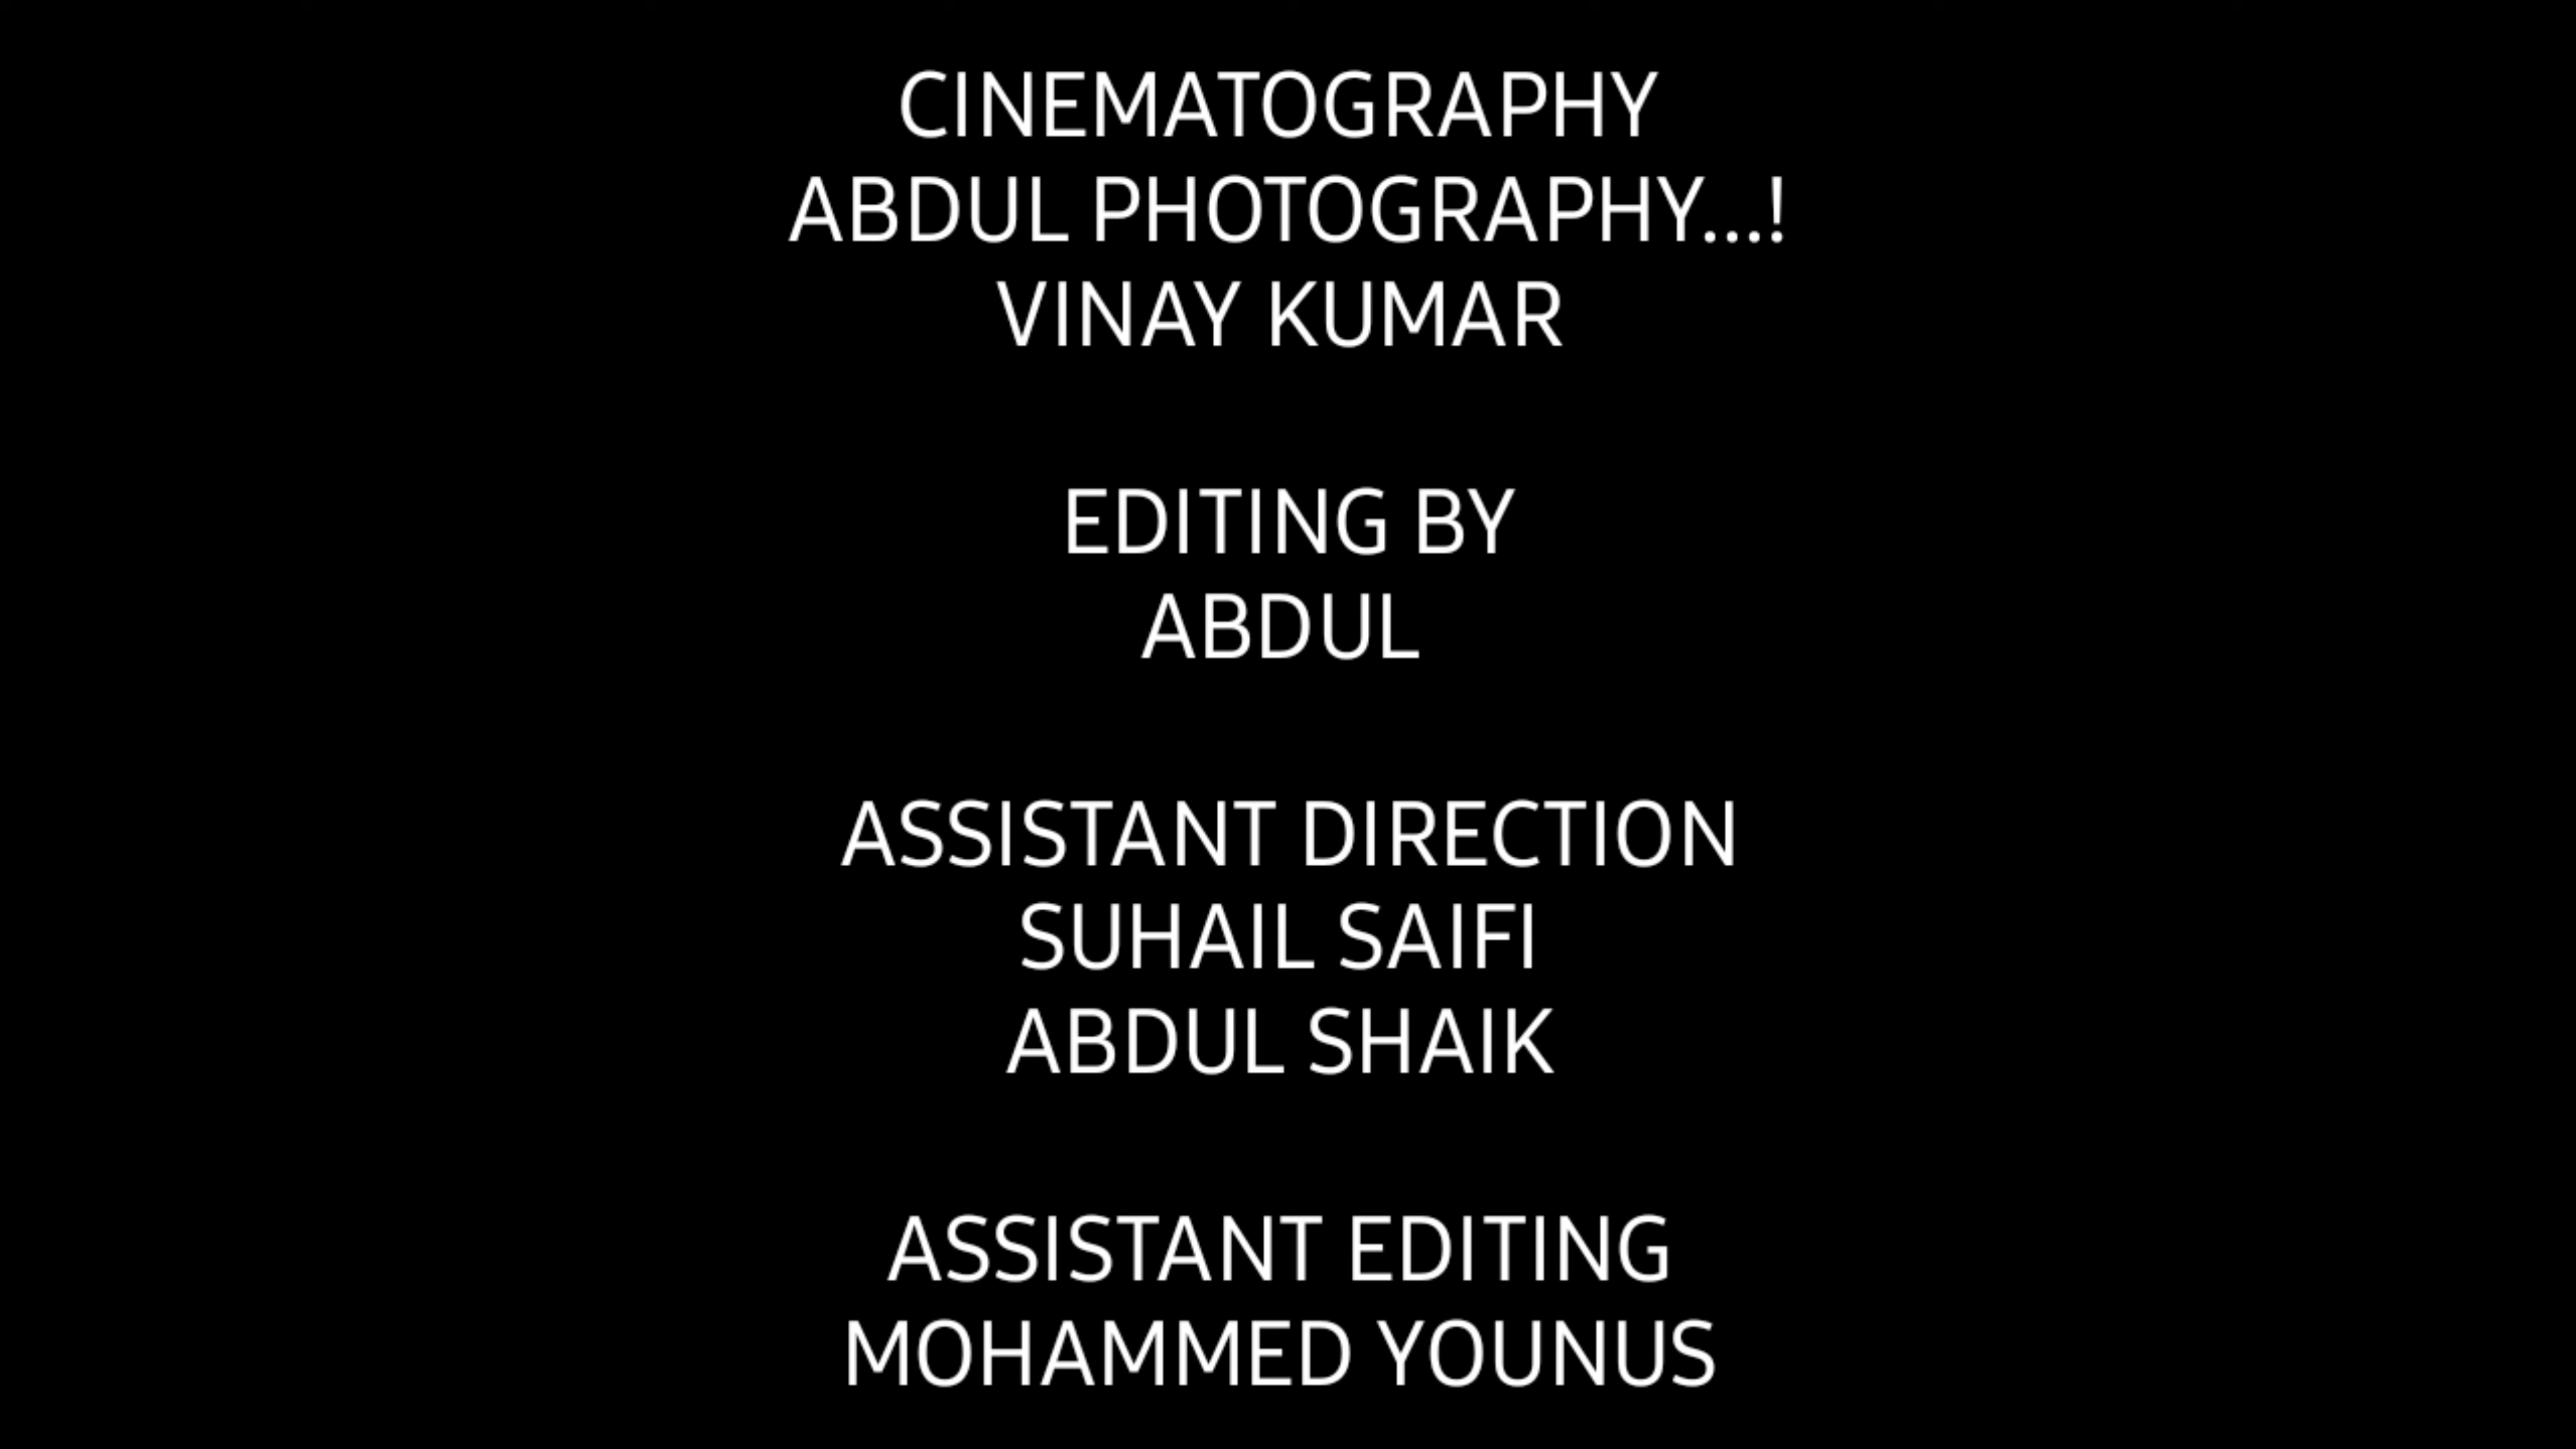 CINEMATOGRAPHY
ABDUL PHOTOGRAPHY...!
VINAY KUMAR
EDITING BY
ABDUL
ASSISTANT DIRECTION
SUHAIL SAIFI
ABDUL SHAIK
ASSISTANT EDITING
MOHAMMED YOUNUS